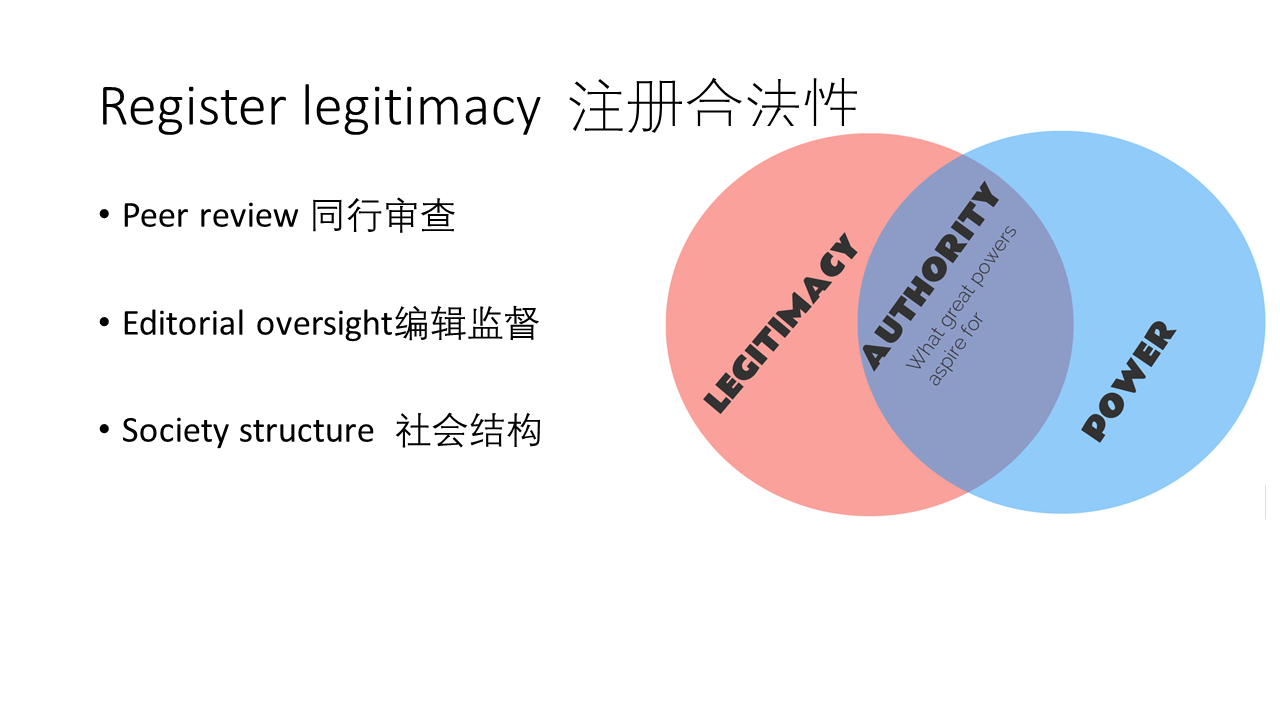 Register legitimacy 注册合法性
• Peer review 同行审查
• Editorial oversight编辑监督
• Society structure 社会结构
LEGITIMACY
AUTHORITY
What great powers
aspire for
POWER